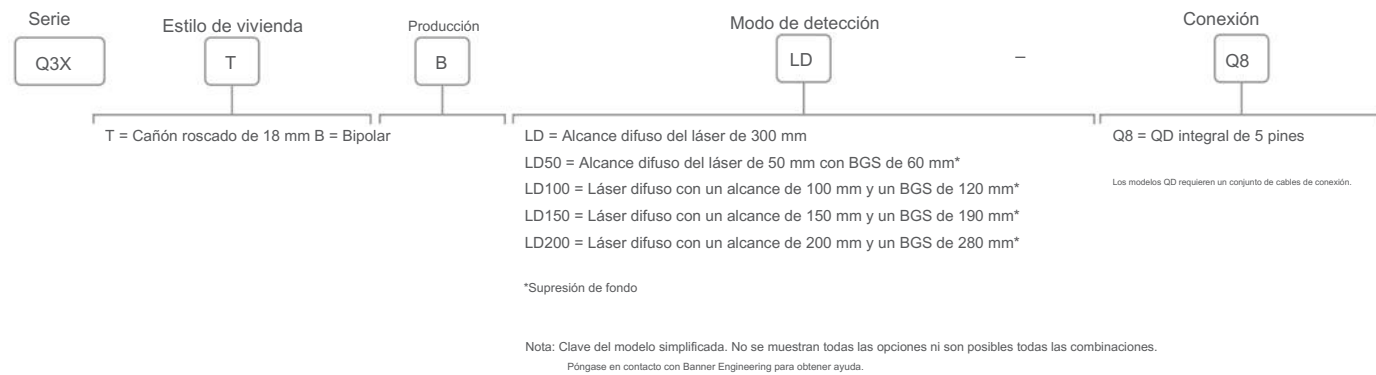 Serie
Estilo de vivienda
Producción
Modo de detección
Conexión
Q3X
T
B
LD
–
Q8
T = Cañón roscado de 18 mm B = Bipolar
LD = Alcance difuso del láser de 300 mm
LD50 = Alcance difuso del láser de 50 mm con BGS de 60 mm*
LD100 = Láser difuso con un alcance de 100 mm y un BGS de 120 mm*
LD150 = Láser difuso con un alcance de 150 mm y un BGS de 190 mm*
LD200 = Láser difuso con un alcance de 200 mm y un BGS de 280 mm*
*Supresión de fondo
Q8 = QD integral de 5 pines
Los modelos QD requieren un conjunto de cables de conexión.
Nota: Clave del modelo simplificada. No se muestran todas las opciones ni son posibles todas las combinaciones.
Póngase en contacto con Banner Engineering para obtener ayuda.